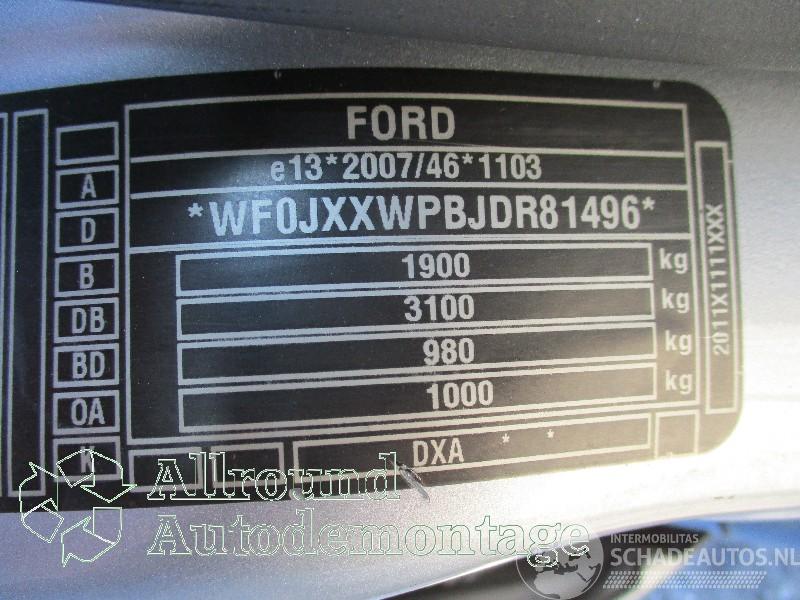 FORD
e13*2007/46*1103
*WF0JXXWPBJDR81496*
1900 kg
3100 kg
980 kg
1000 kg
DXA * *
A
D
B
DB
BD
OA
K
2011X1111XXX
Allround
Autodemontage
INTERMOBILITAS
SCHADEAUTOS.NL